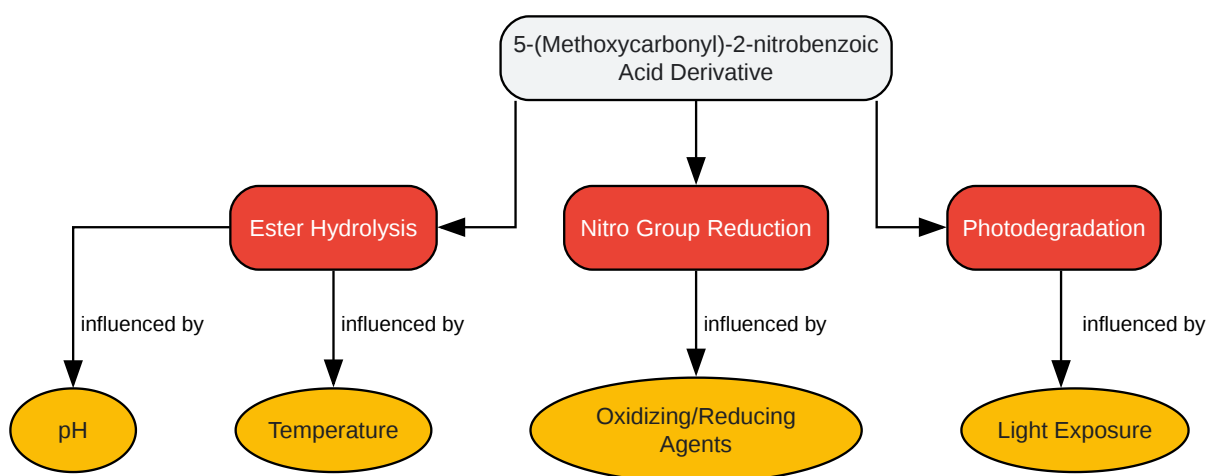 5-(Methoxycarbonyl)-2-nitrobenzoic
Acid Derivative
Ester Hydrolysis
Nitro Group Reduction
Photodegradation
influenced by
influenced by
influenced by
influenced by
pH
Temperature
Oxidizing/Reducing
Agents
Light Exposure